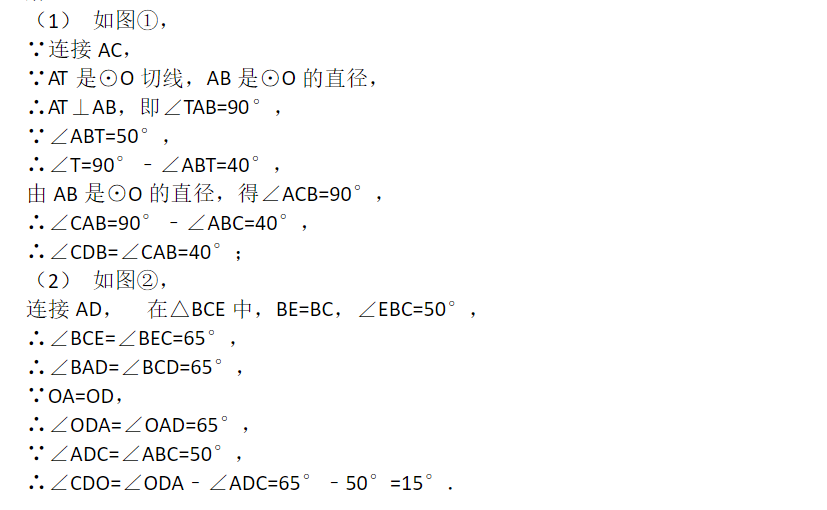 （1） 如图①，
∵连接 AC，
∵AT 是⊙O 切线，AB 是⊙O 的直径，
∴AT⊥AB，即∠TAB=90°，
∵∠ABT=50°，
∴∠T=90°﹣∠ABT=40°，
由 AB 是⊙O 的直径，得∠ACB=90°，
∴∠CAB=90°﹣∠ABC=40°，
∴∠CDB=∠CAB=40°；
（2） 如图②，
连接 AD， 在△BCE 中，BE=BC，∠EBC=50°，
∴∠BCE=∠BEC=65°，
∴∠BAD=∠BCD=65°，
∵OA=OD，
∴∠ODA=∠OAD=65°，
∵∠ADC=∠ABC=50°，
∴∠CDO=∠ODA﹣∠ADC=65°﹣50°=15°．